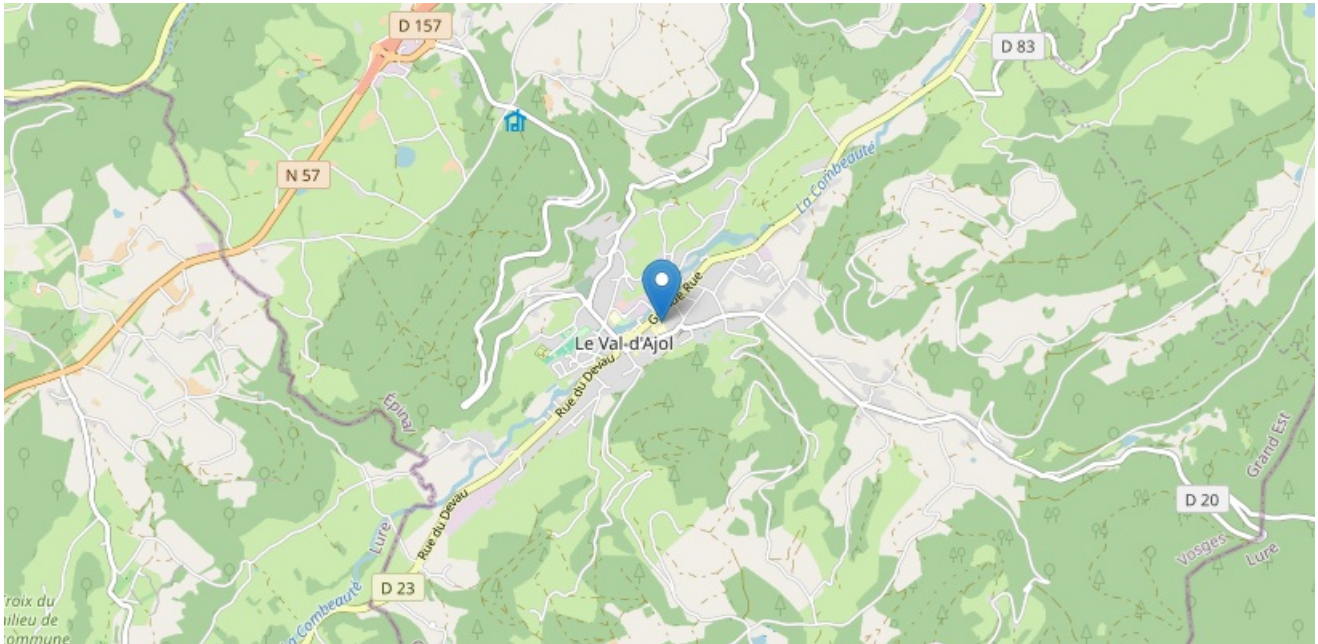 D 157
D 83
N 57
La Combeauté
Grande Rue
Le Val-d'Ajol
Rue du Devau
Épinal
Grand Est
D 20
Rue du Devau
Lure
Vosges
Lure
D 23
La Combeauté
Croix du
milieu de
commune